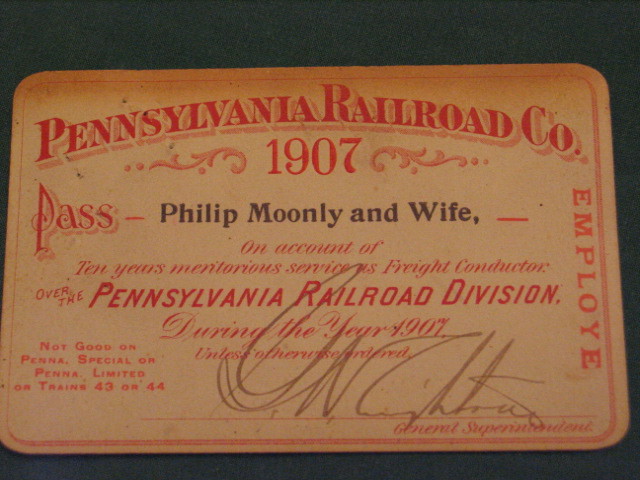 PENNSYLVANIA RAILROAD CO.
1907
Pass — Philip Moonly and Wife, —
On account of
Ten years meritorious service as Freight Conductor.
OVER THE PENNSYLVANIA RAILROAD DIVISION.
During the Year 1907.
Unless otherwise ordered.
NOT GOOD ON
PENNA. SPECIAL OR
PENNA. LIMITED
OR TRAINS 43 OR 44
General Superintendent.
EMPLOYE